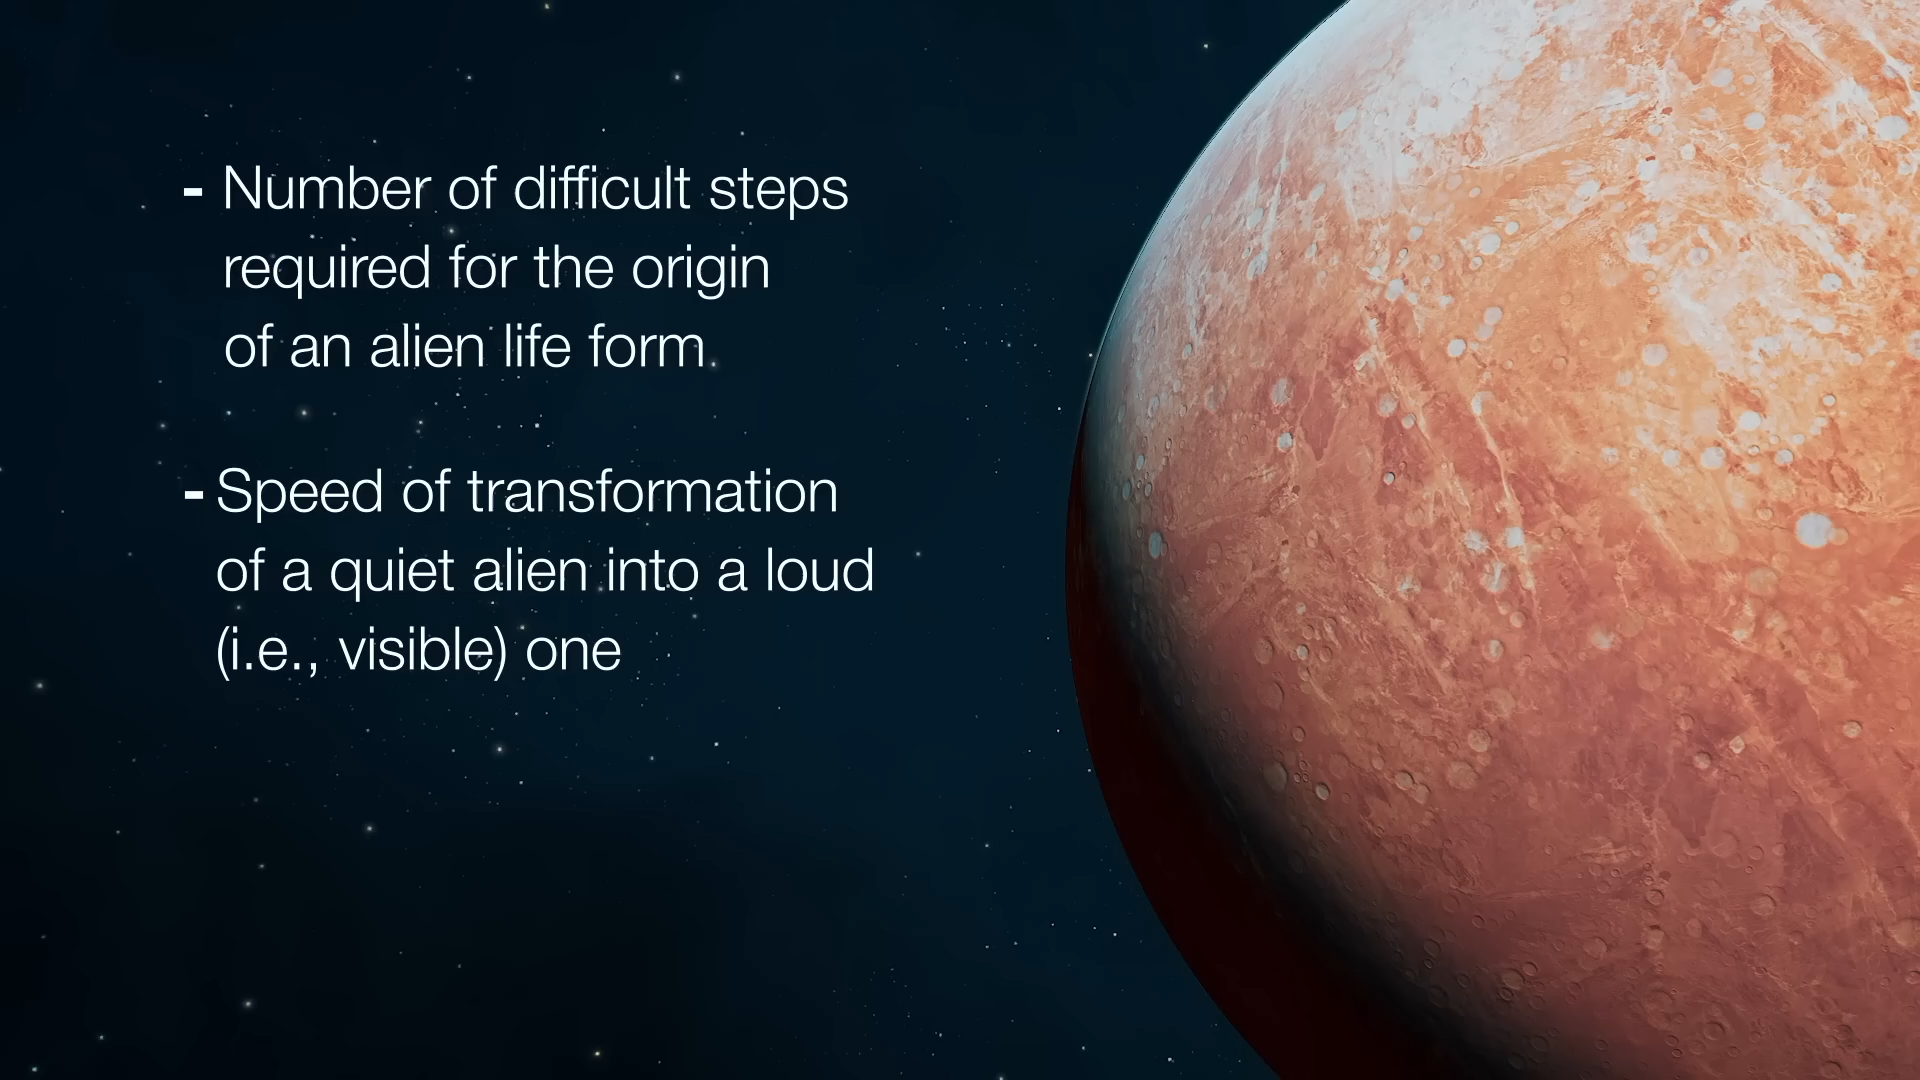 - Number of difficult steps
required for the origin
of an alien life form
- Speed of transformation
of a quiet alien into a loud
(i.e., visible) one